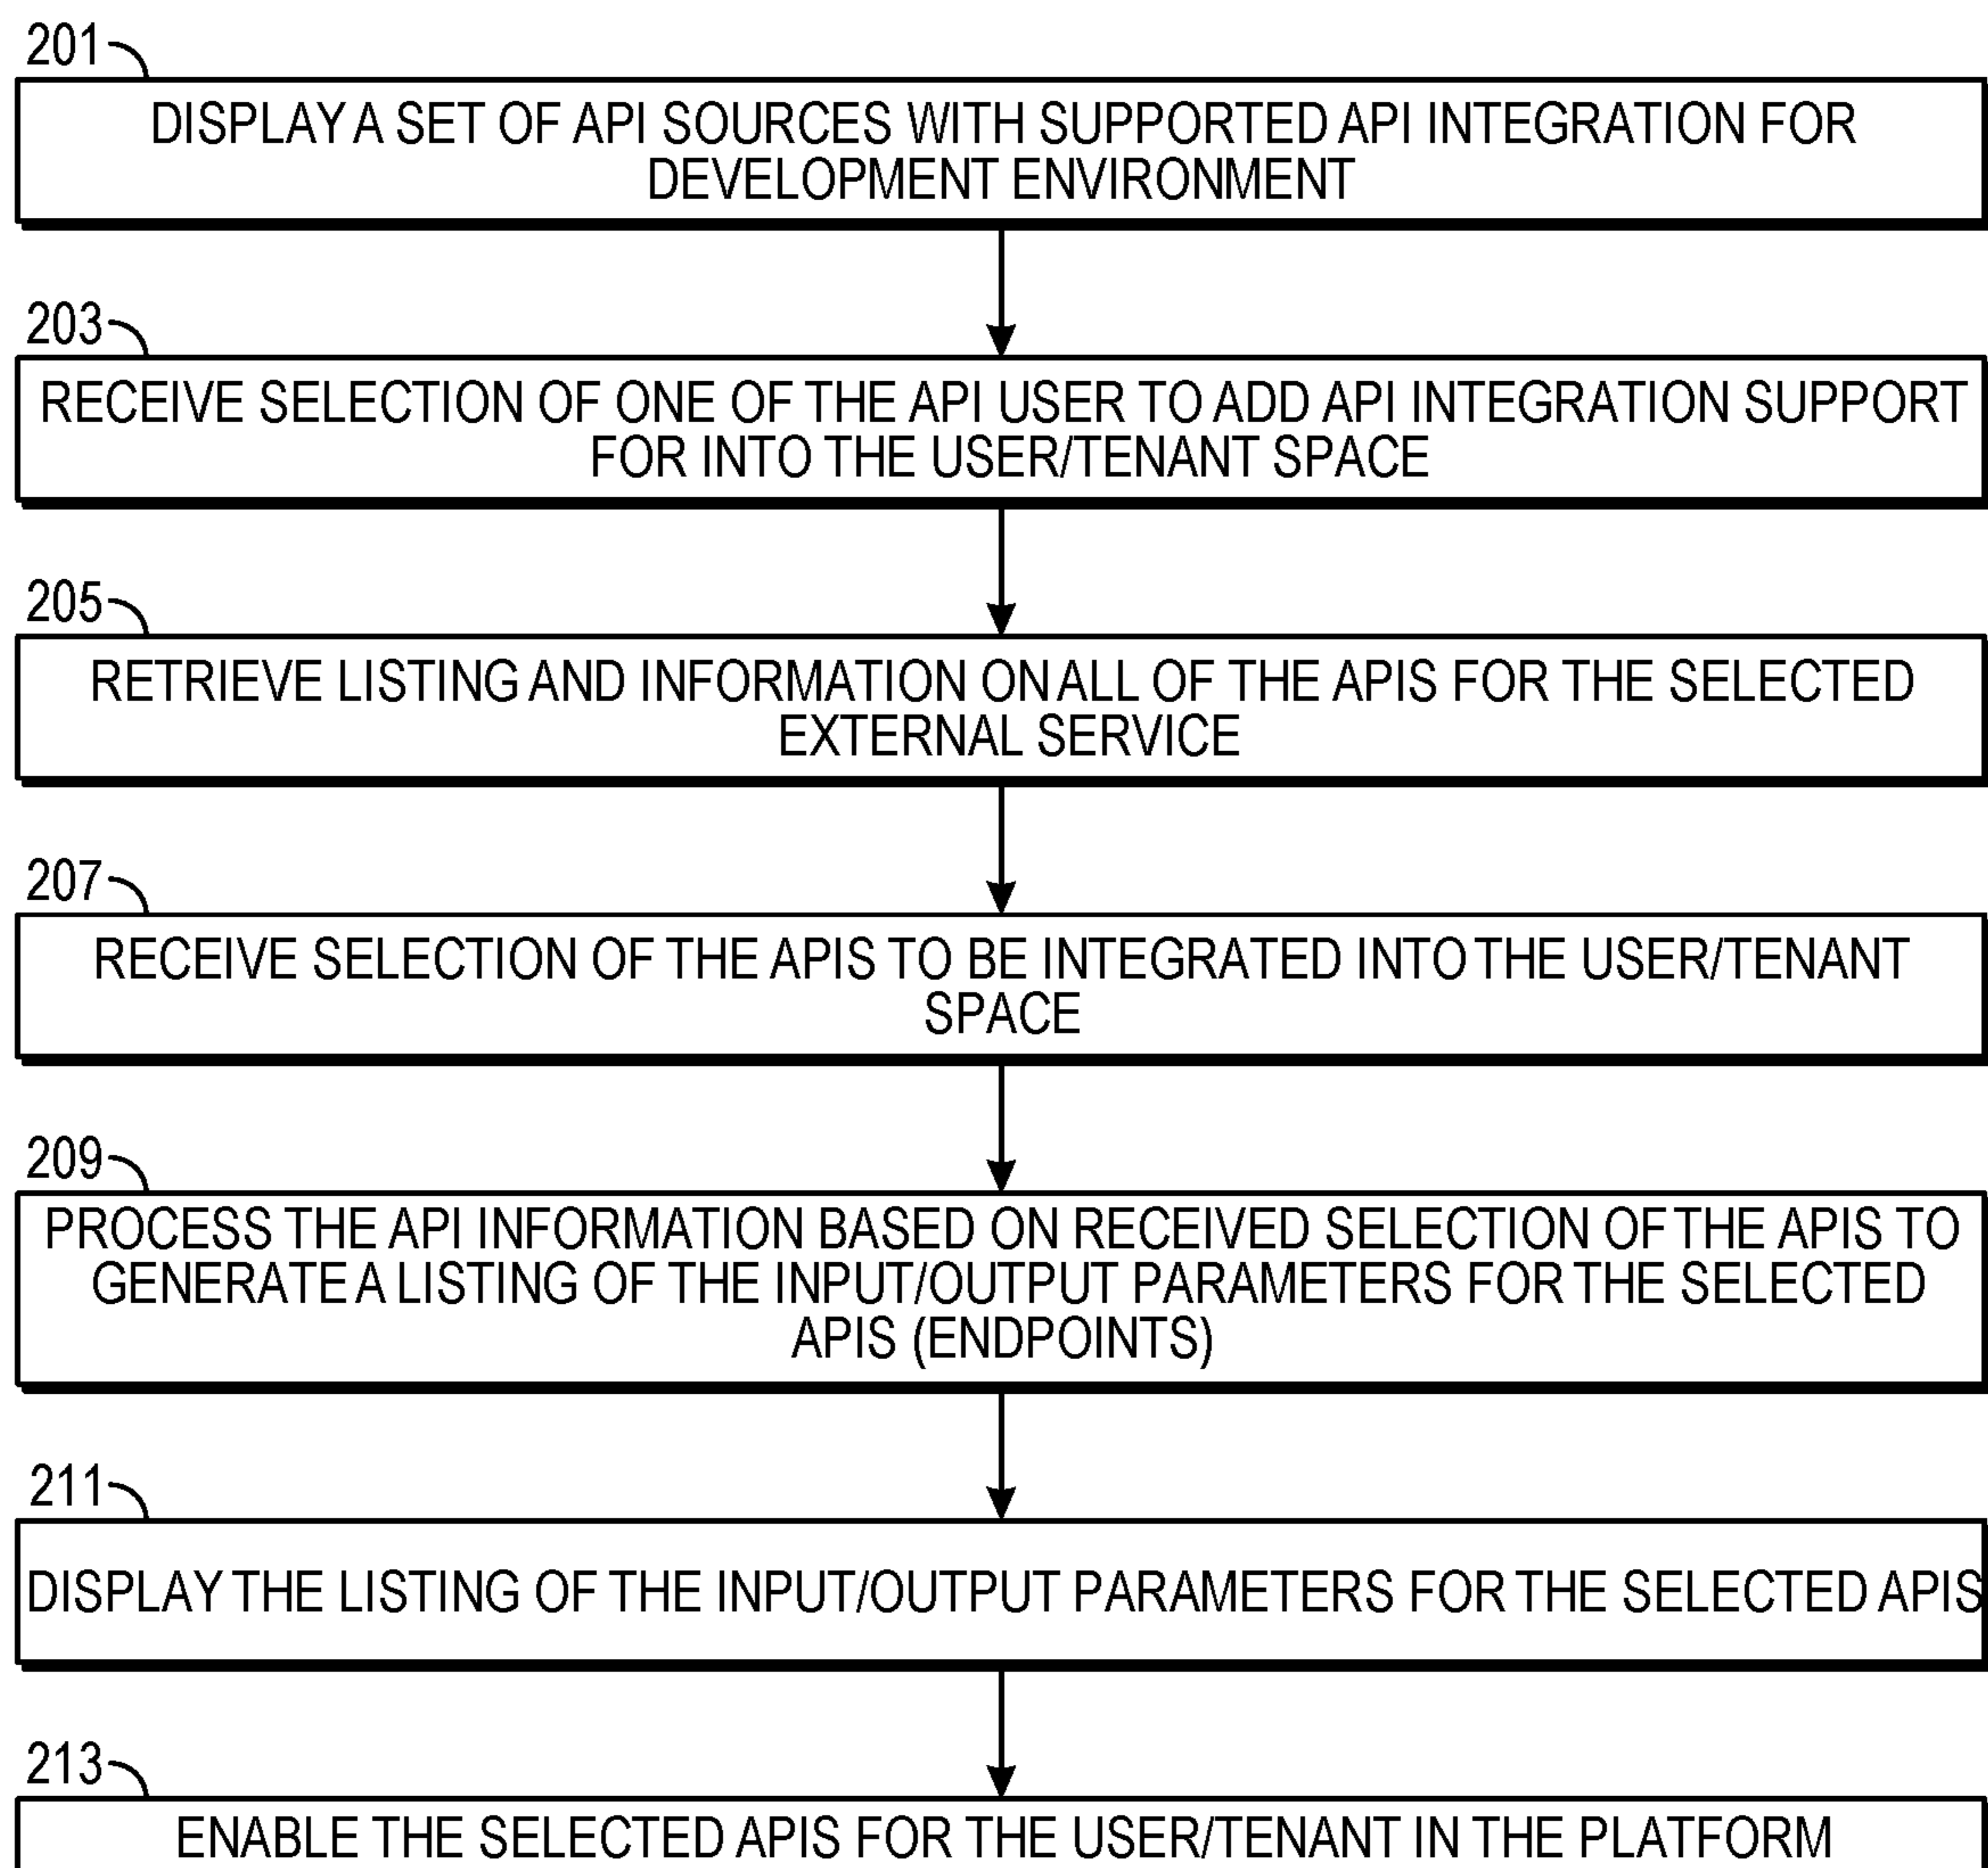 201
DISPLAY A SET OF API SOURCES WITH SUPPORTED API INTEGRATION FOR
DEVELOPMENT ENVIRONMENT
203
RECEIVE SELECTION OF ONE OF THE API USER TO ADD API INTEGRATION SUPPORT
FOR INTO THE USER/TENANT SPACE
205
RETRIEVE LISTING AND INFORMATION ON ALL OF THE APIS FOR THE SELECTED
EXTERNAL SERVICE
207
RECEIVE SELECTION OF THE APIS TO BE INTEGRATED INTO THE USER/TENANT
SPACE
209
PROCESS THE API INFORMATION BASED ON RECEIVED SELECTION OF THE APIS TO
GENERATE A LISTING OF THE INPUT/OUTPUT PARAMETERS FOR THE SELECTED
APIS (ENDPOINTS)
211
DISPLAY THE LISTING OF THE INPUT/OUTPUT PARAMETERS FOR THE SELECTED APIS
213
ENABLE THE SELECTED APIS FOR THE USER/TENANT IN THE PLATFORM